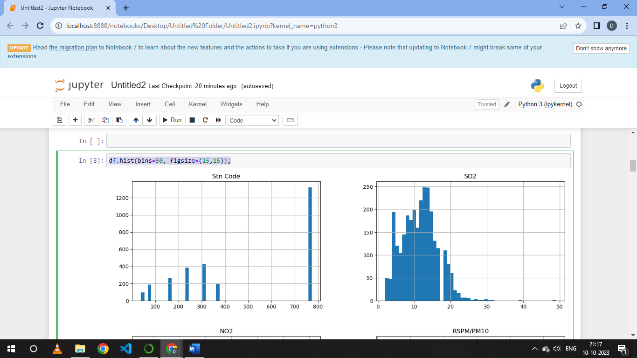 Untitled2 - Jupyter Notebook
localhost:8888/notebooks/Desktop/Untitled%20Folder/Untitled2.ipynb?kernel_name=python3
D
UPDATE Read the migration plan to Notebook 7 to learn about the new features and the actions to take if you are using extensions - Please note that updating to Notebook 7 might break some of your
extensions.
Don't show anymore
jupyter Untitled2 Last Checkpoint: 20 minutes ago (autosaved)
Logout
File Edit View Insert Cell Kernel Widgets Help
Trusted
Python 3 (ipykernel)
Run
Code
In [ ]:
In [8]: df.hist(bins=50, figsize=(15,15));
Stn Code
1200
1000
800
600
400
200
0
100 200 300 400 500 600 700 800
SO2
250
200
150
100
50
0
0 10 20 30 40 50
NO2
RSPM/PM10
ENG
21:17
10-10-2023